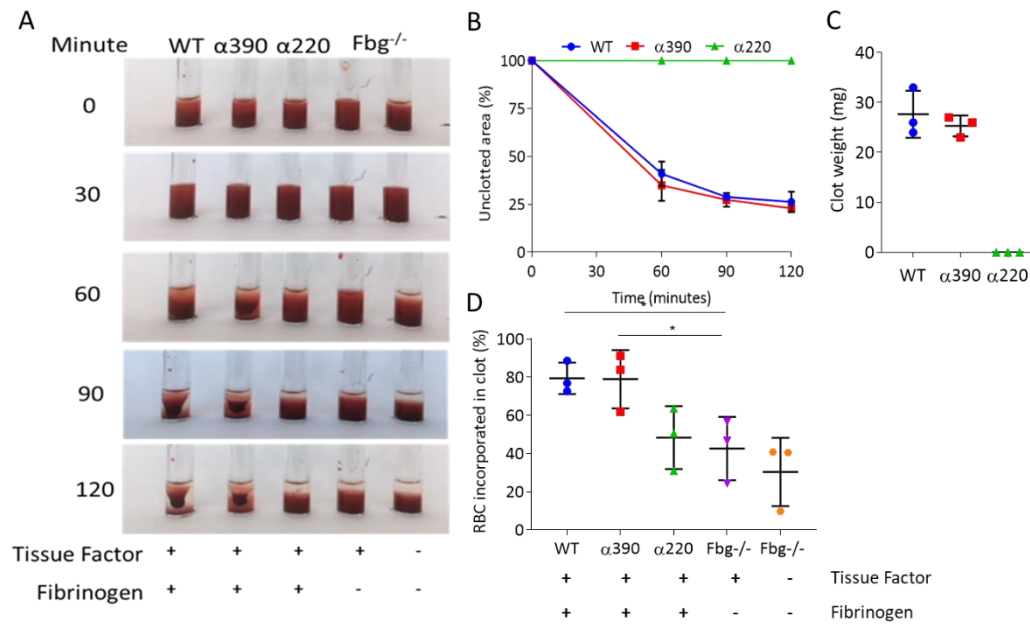 A
Minute WT α390 α220 Fbg-/-
0
30
60
90
120
Tissue Factor + + + + -
Fibrinogen + + + - -
B
WT α390 α220
Unclotted area (%)
100
75
50
25
0
0 30 60 90 120
Time (minutes)
C
Clot weight (mg)
40
30
20
10
0
WT α390 α220
D
*
*
RBC incorporated in clot (%)
100
80
60
40
20
0
WT α390 α220 Fbg-/- Fbg-/-
+ + + + - Tissue Factor
+ + + - - Fibrinogen